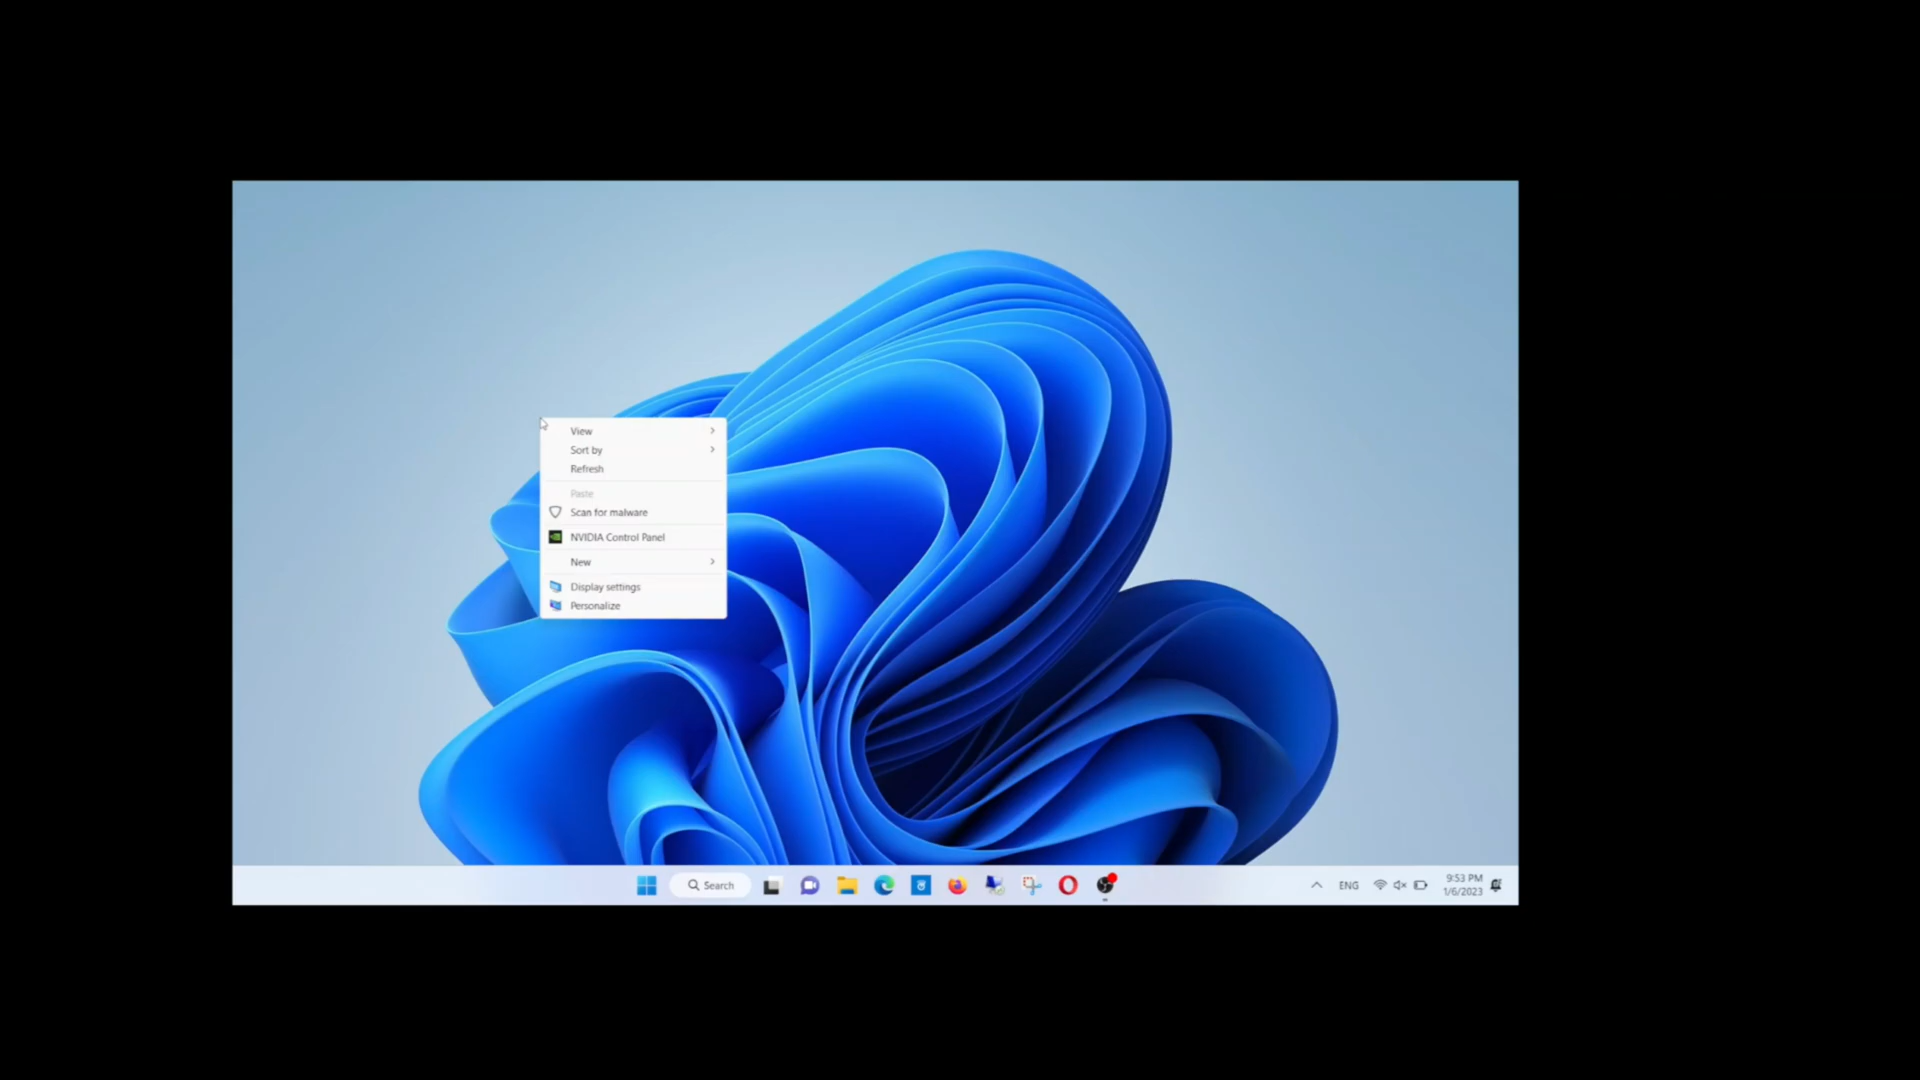 View
Sort by
Refresh
Paste
Scan for malware
NVIDIA Control Panel
New
Display settings
Personalize
Search
ENG
9:53 PM
1/6/2023